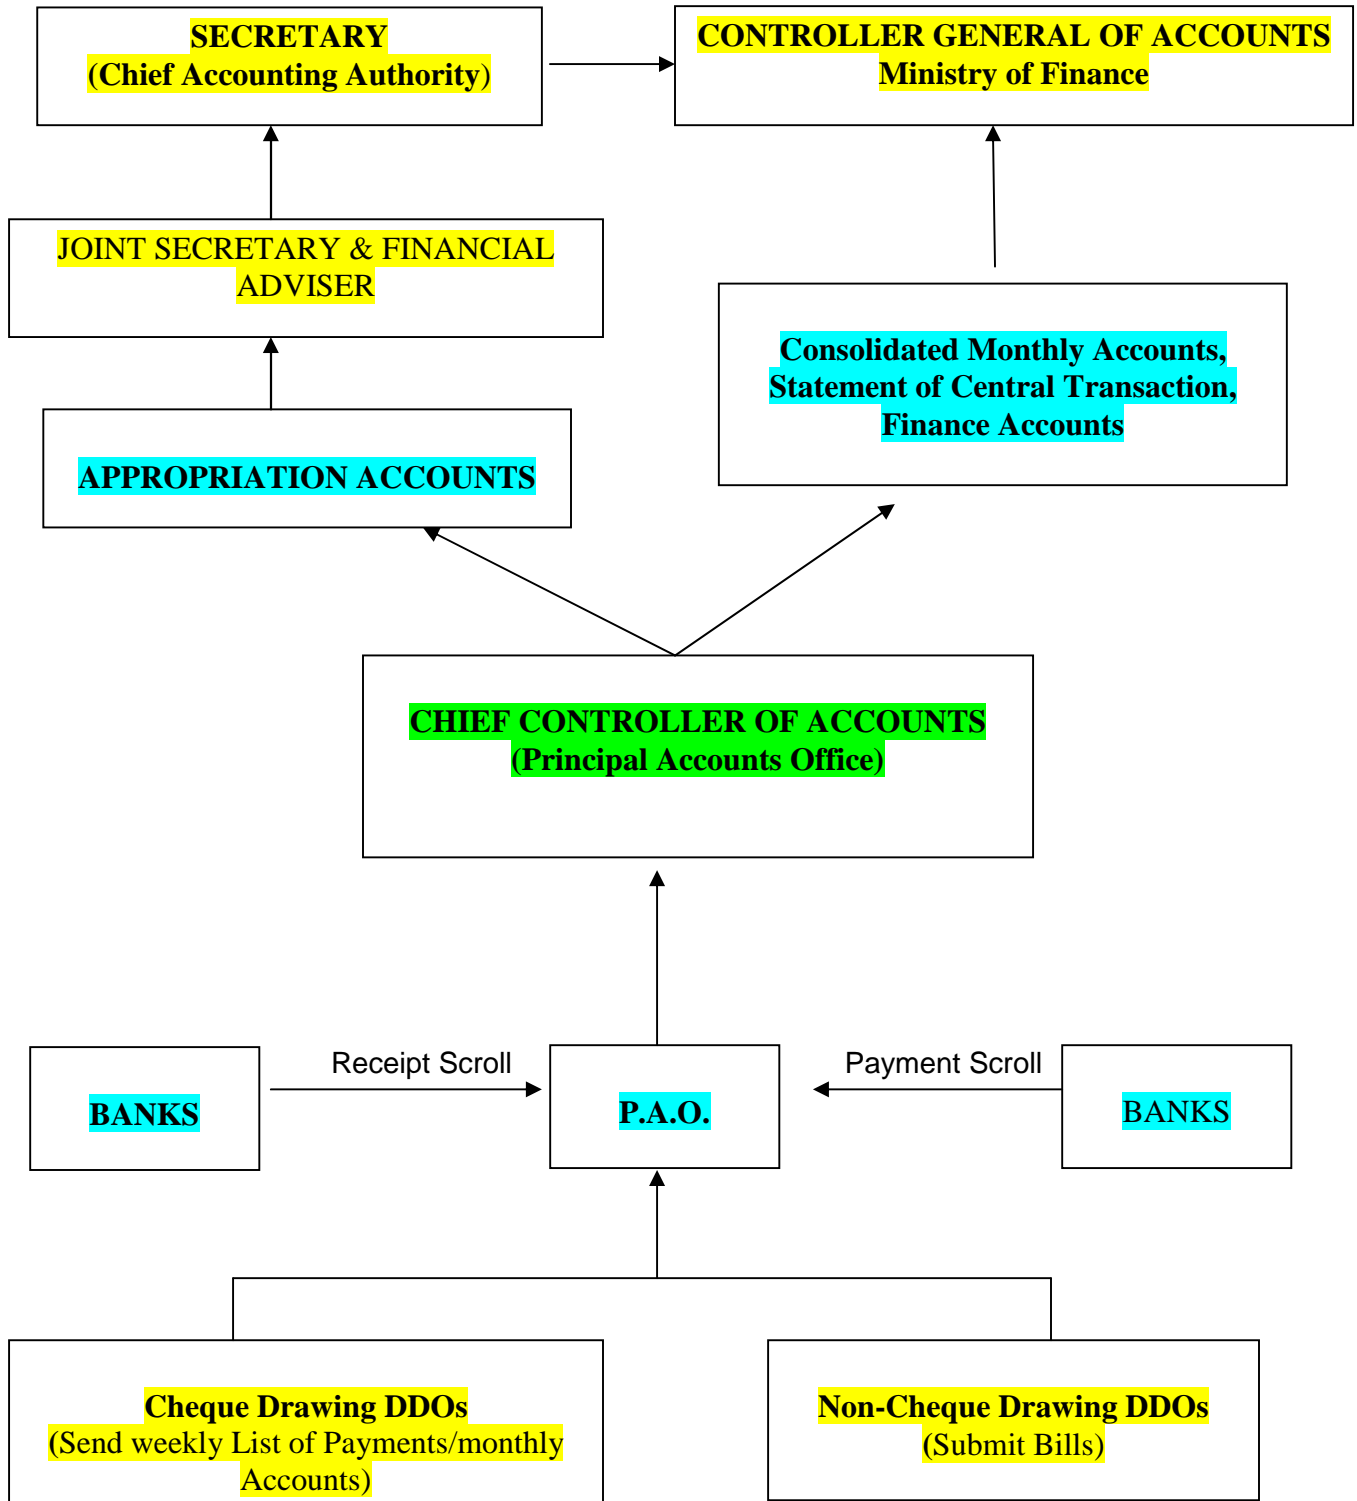 SECRETARY
(Chief Accounting Authority)
CONTROLLER GENERAL OF ACCOUNTS
Ministry of Finance
JOINT SECRETARY & FINANCIAL
ADVISER
Consolidated Monthly Accounts,
Statement of Central Transaction,
Finance Accounts
APPROPRIATION ACCOUNTS
CHIEF CONTROLLER OF ACCOUNTS
(Principal Accounts Office)
BANKS
Receipt Scroll
P.A.O.
Payment Scroll
BANKS
Cheque Drawing DDOs
(Send weekly List of Payments/monthly
Accounts)
Non-Cheque Drawing DDOs
(Submit Bills)